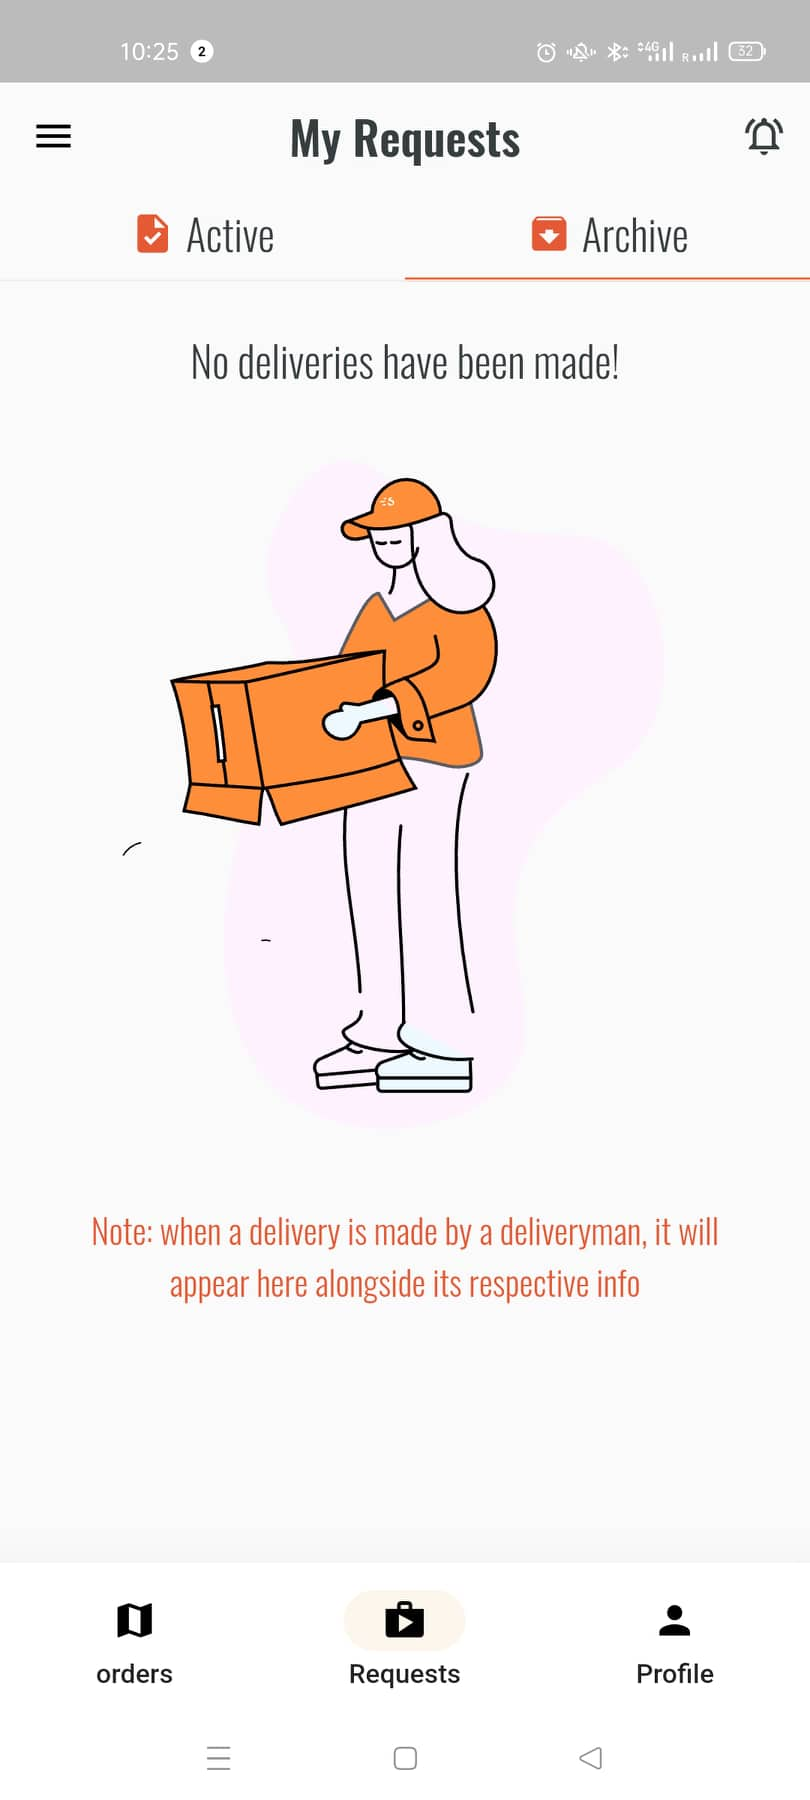 10:25 2
4G R 32
My Requests
Active
Archive
No deliveries have been made!
Note: when a delivery is made by a deliveryman, it will
appear here alongside its respective info
orders
Requests
Profile